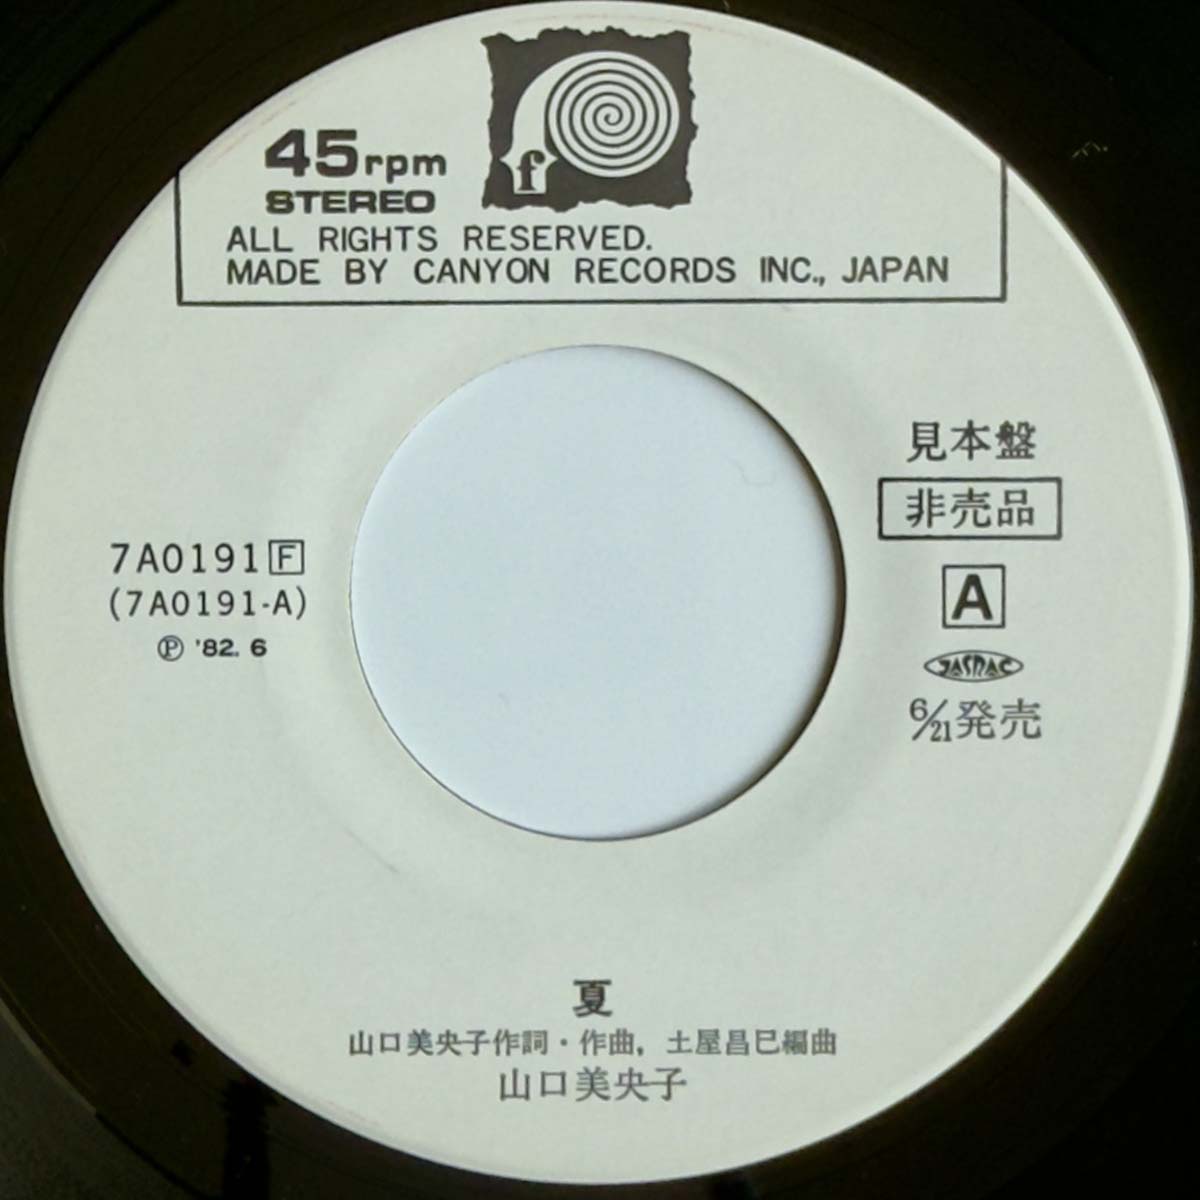 f
45rpm
STEREO
ALL RIGHTS RESERVED.
MADE BY CANYON RECORDS INC., JAPAN
見本盤
非売品
7A0191 F
(7A0191-A)
Ⓟ '82. 6
A
JASRAC
6/21発売
夏
山口美央子作詞・作曲, 土屋昌巳編曲
山口美央子